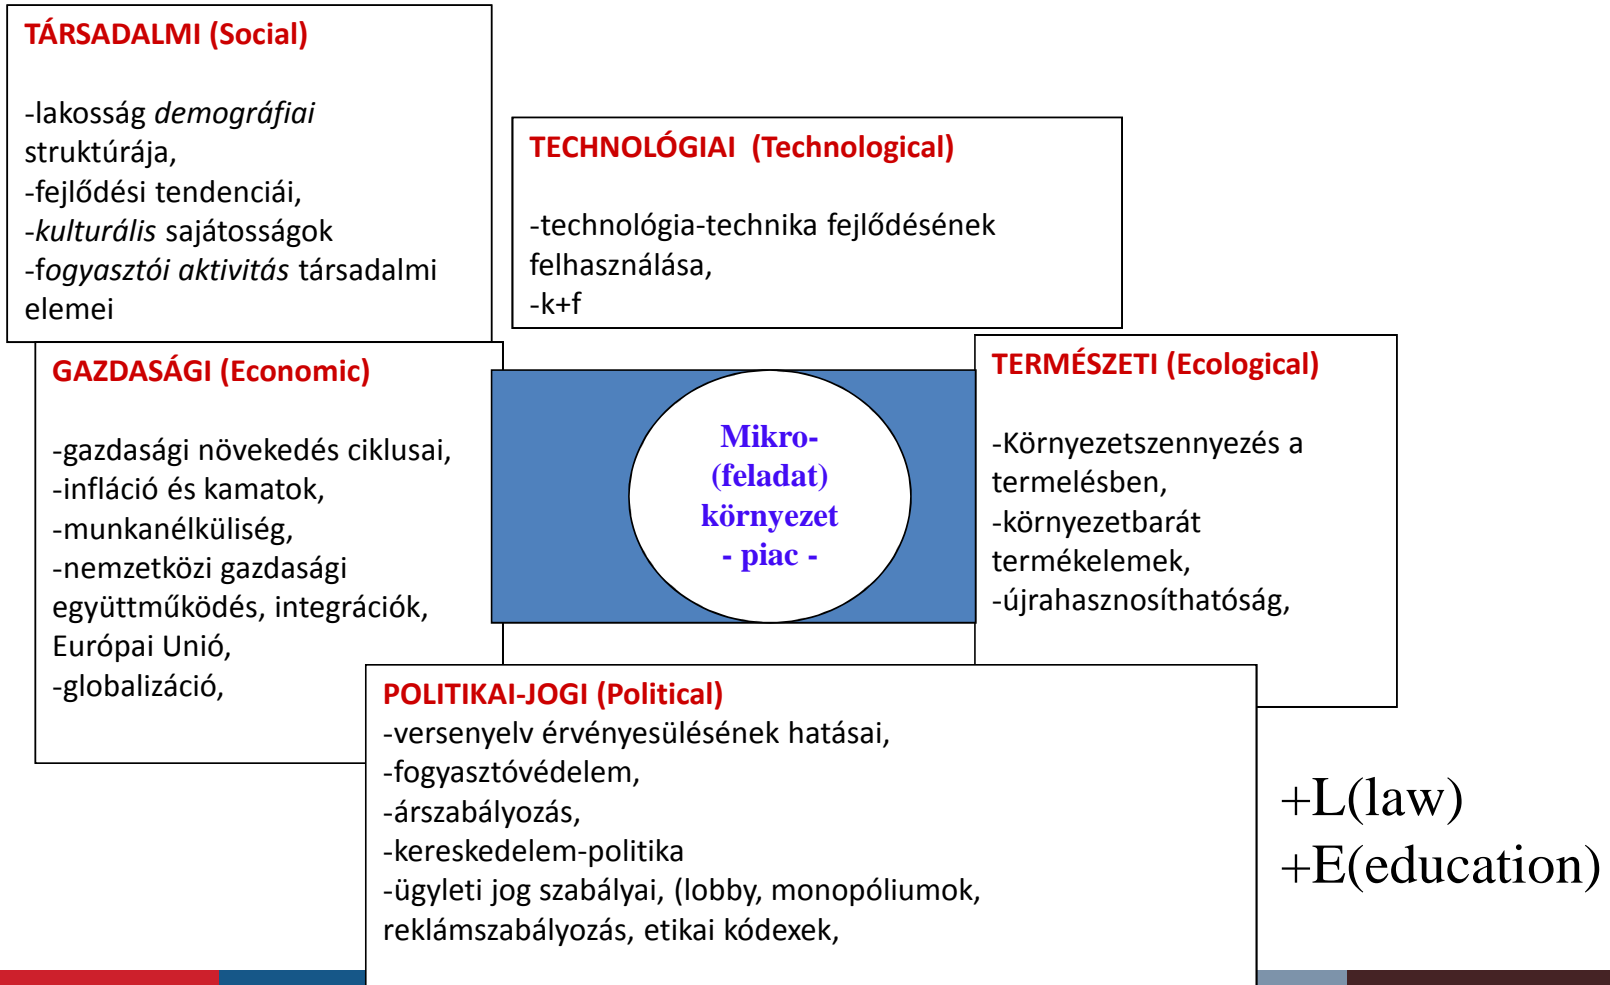 TÁRSADALMI (Social)
-lakosság demográfiai
struktúrája,
-fejlődési tendenciái,
-kulturális sajátosságok
-fogyasztói aktivitás társadalmi
elemei
TECHNOLÓGIAI (Technological)
-technológia-technika fejlődésének
felhasználása,
-k+f
GAZDASÁGI (Economic)
-gazdasági növekedés ciklusai,
-infláció és kamatok,
-munkanélküliség,
-nemzetközi gazdasági
együttműködés, integrációk,
Európai Unió,
-globalizáció,
Mikro-
(feladat)
környezet
- piac -
TERMÉSZETI (Ecological)
-Környezetszennyezés a
termelésben,
-környezetbarát
termékelemek,
-újrahasznosíthatóság,
POLITIKAI-JOGI (Political)
-versenyelv érvényesülésének hatásai,
-fogyasztóvédelem,
-árszabályozás,
-kereskedelem-politika
-ügyleti jog szabályai, (lobby, monopóliumok,
reklámszabályozás, etikai kódexek,
+L(law)
+E(education)